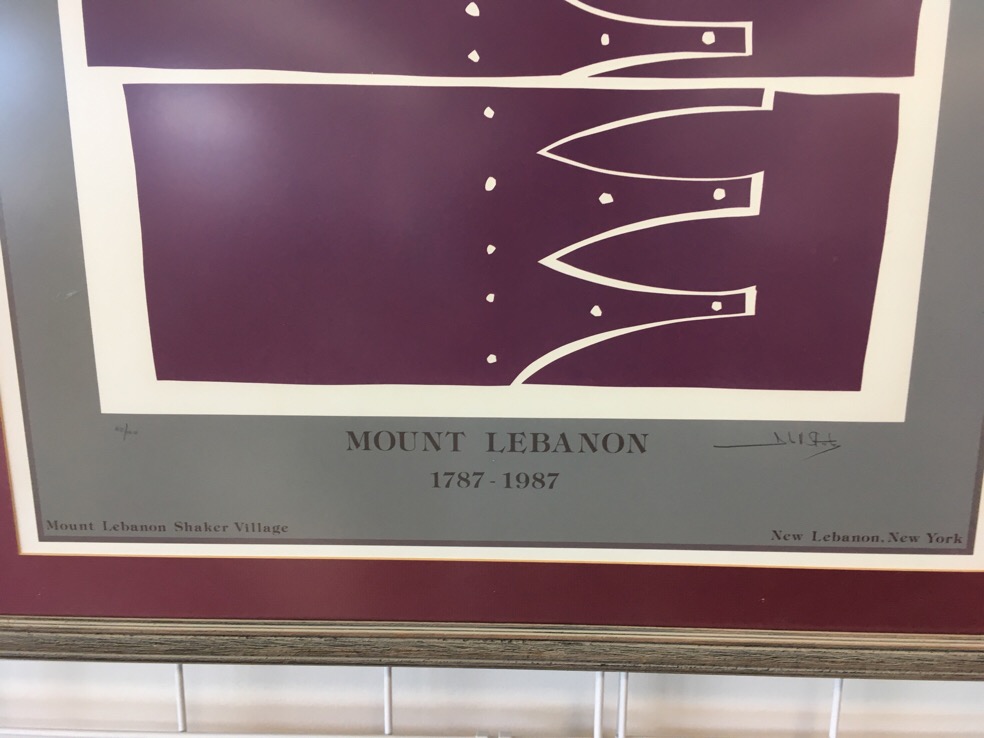 MOUNT LEBANON
1787 - 1987
Mount Lebanon Shaker Village
New Lebanon, New York